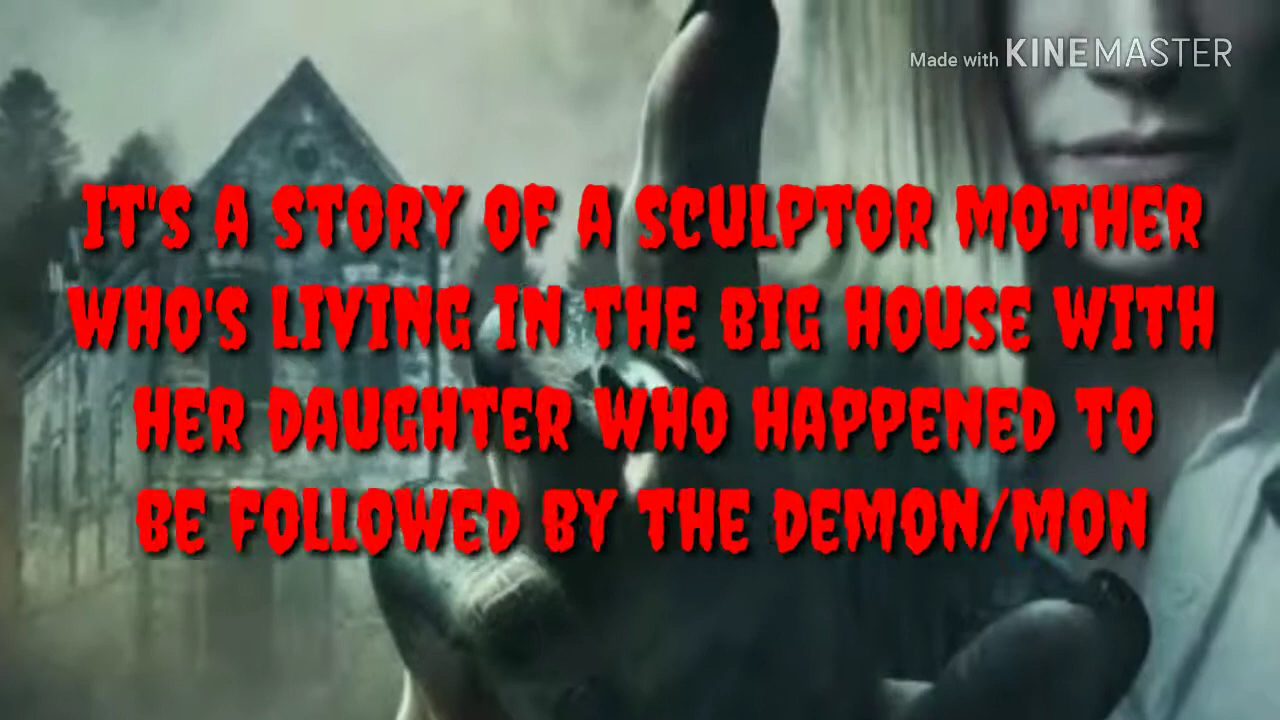 Made with KINEMASTER
IT'S A STORY OF A SCULPTOR MOTHER
WHO'S LIVING IN THE BIG HOUSE WITH
HER DAUGHTER WHO HAPPENED TO
BE FOLLOWED BY THE DEMON/MON